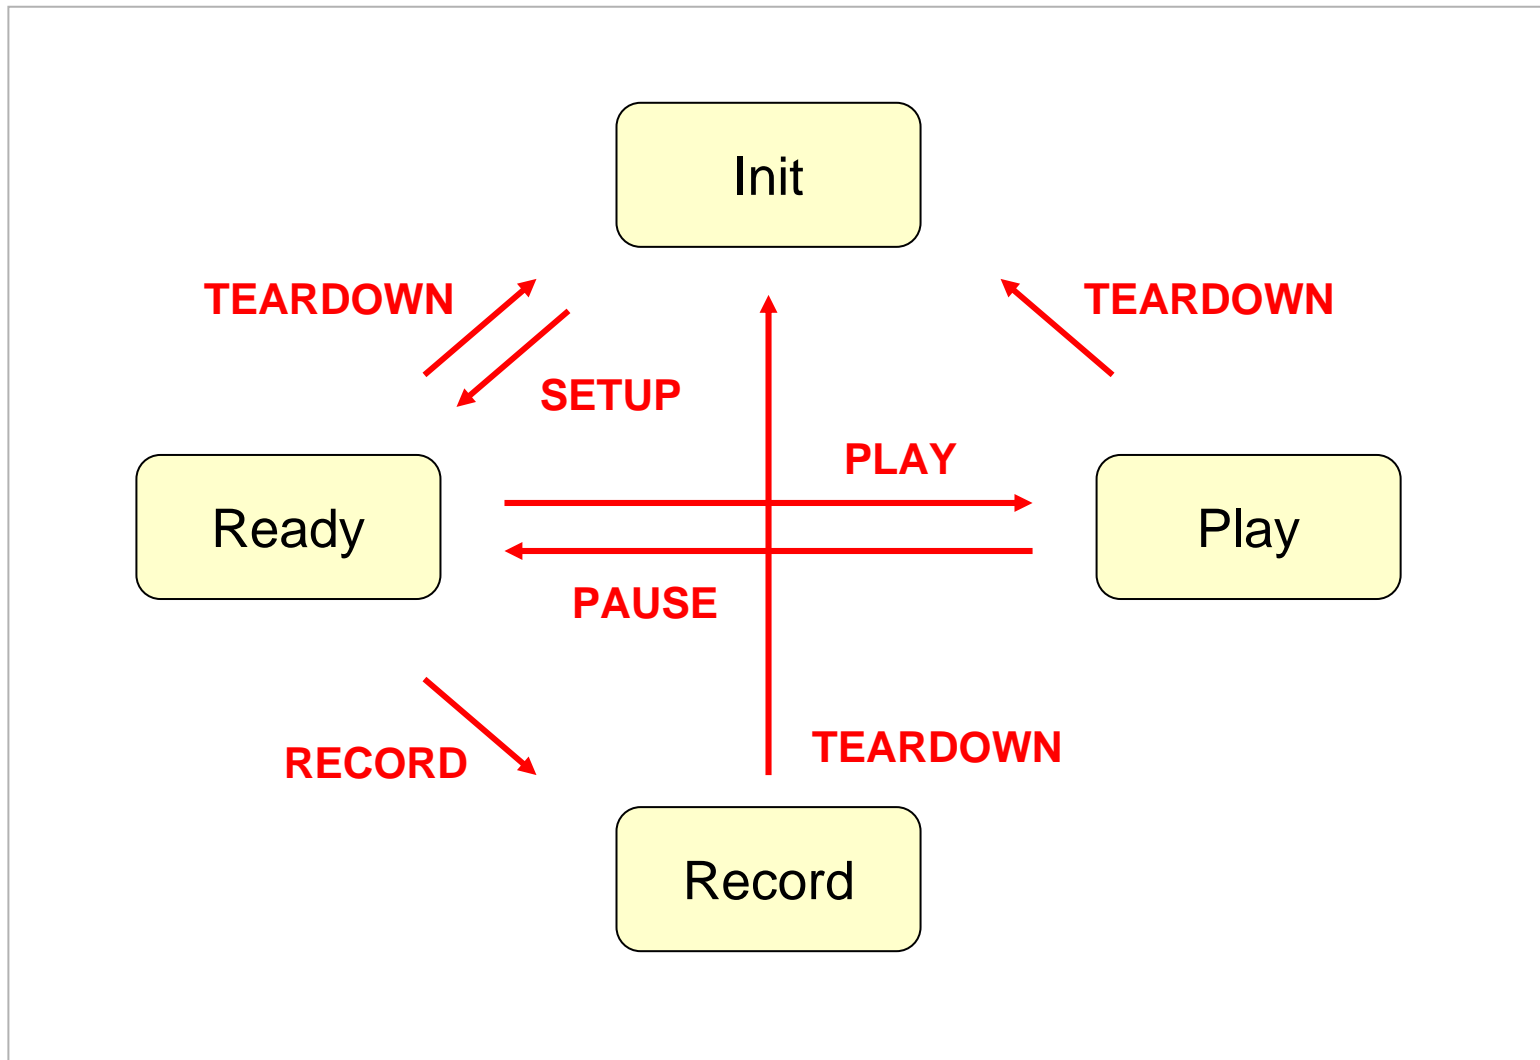 Init
TEARDOWN
TEARDOWN
SETUP
PLAY
Ready
Play
PAUSE
TEARDOWN
RECORD
Record